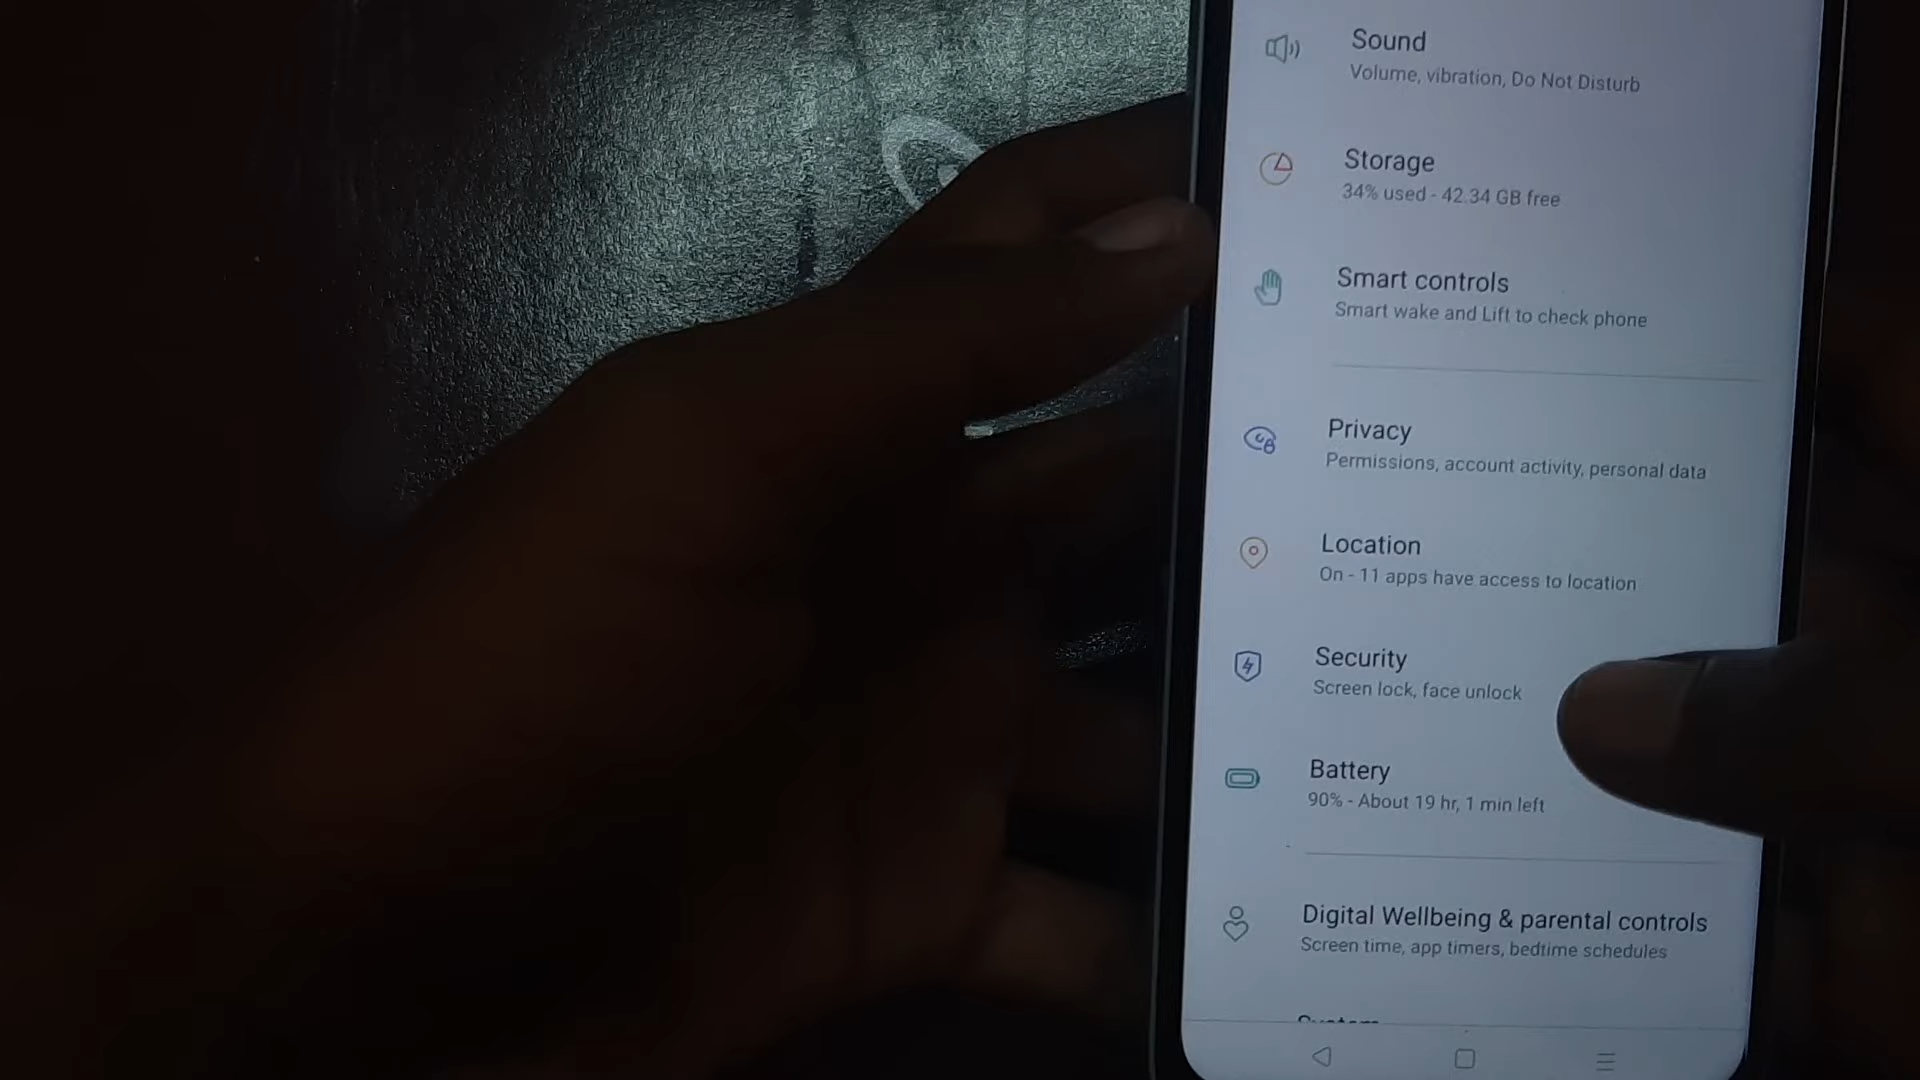 Sound
Volume, vibration, Do Not Disturb
Storage
34% used - 42.34 GB free
Smart controls
Smart wake and Lift to check phone
Privacy
Permissions, account activity, personal data
Location
On - 11 apps have access to location
Security
Screen lock, face unlock
Battery
90% - About 19 hr, 1 min left
Digital Wellbeing & parental controls
Screen time, app timers, bedtime schedules